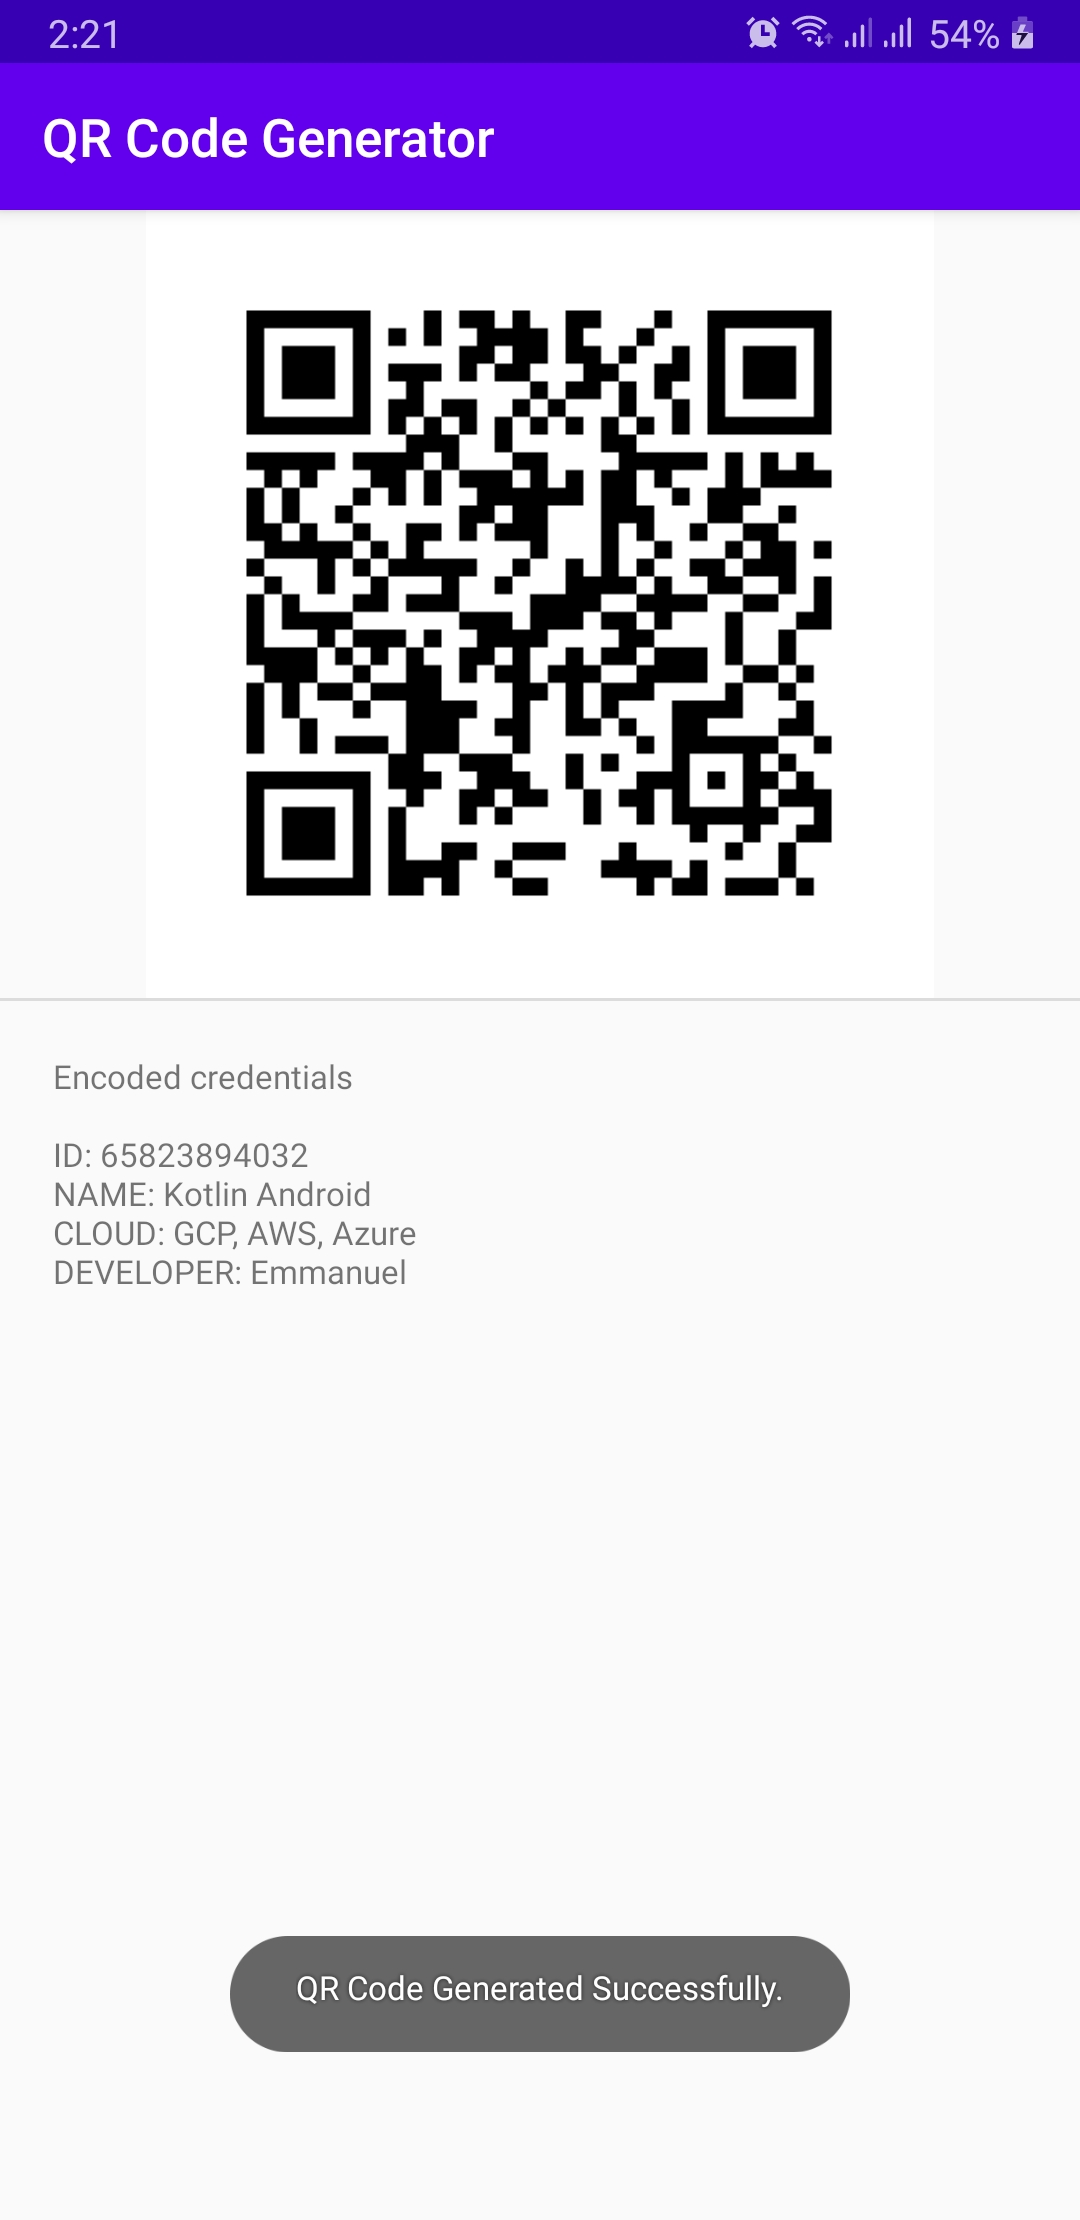 2:21
54%
QR Code Generator
Encoded credentials
ID: 65823894032
NAME: Kotlin Android
CLOUD: GCP, AWS, Azure
DEVELOPER: Emmanuel
QR Code Generated Successfully.